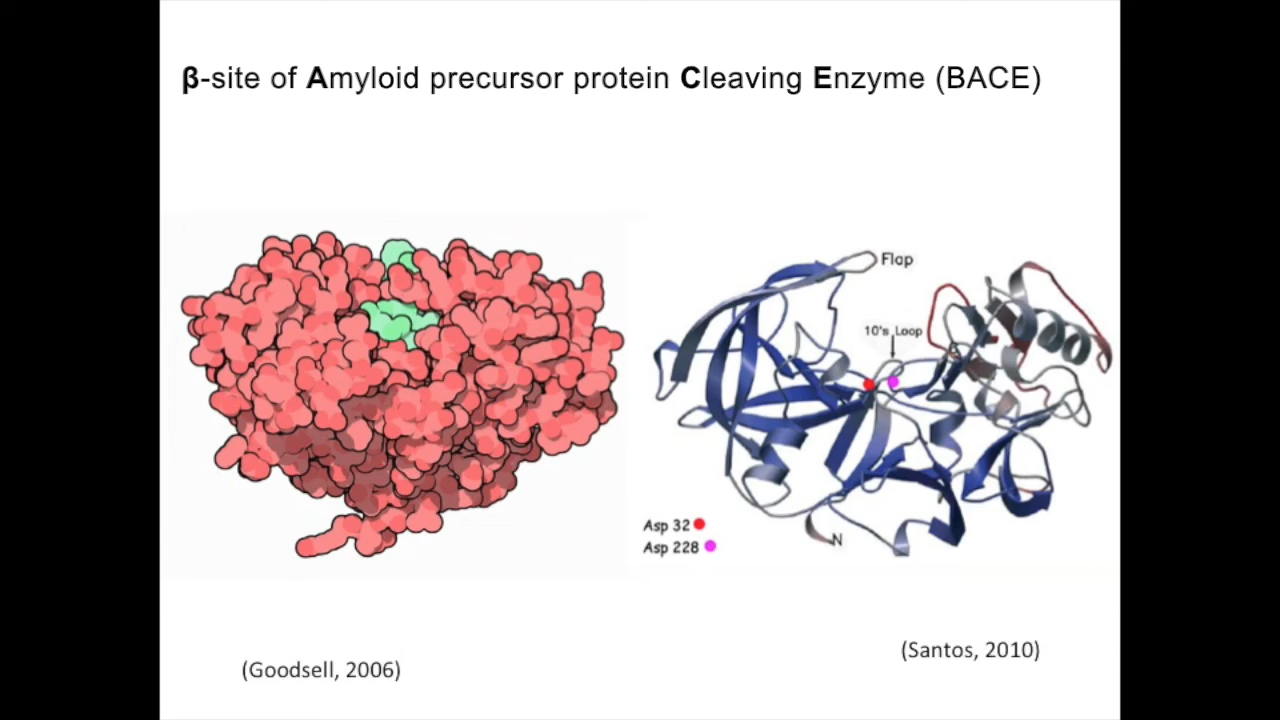 β-site of Amyloid precursor protein Cleaving Enzyme (BACE)
Flap
10's Loop
Asp 32
Asp 228
N
(Goodsell, 2006)
(Santos, 2010)